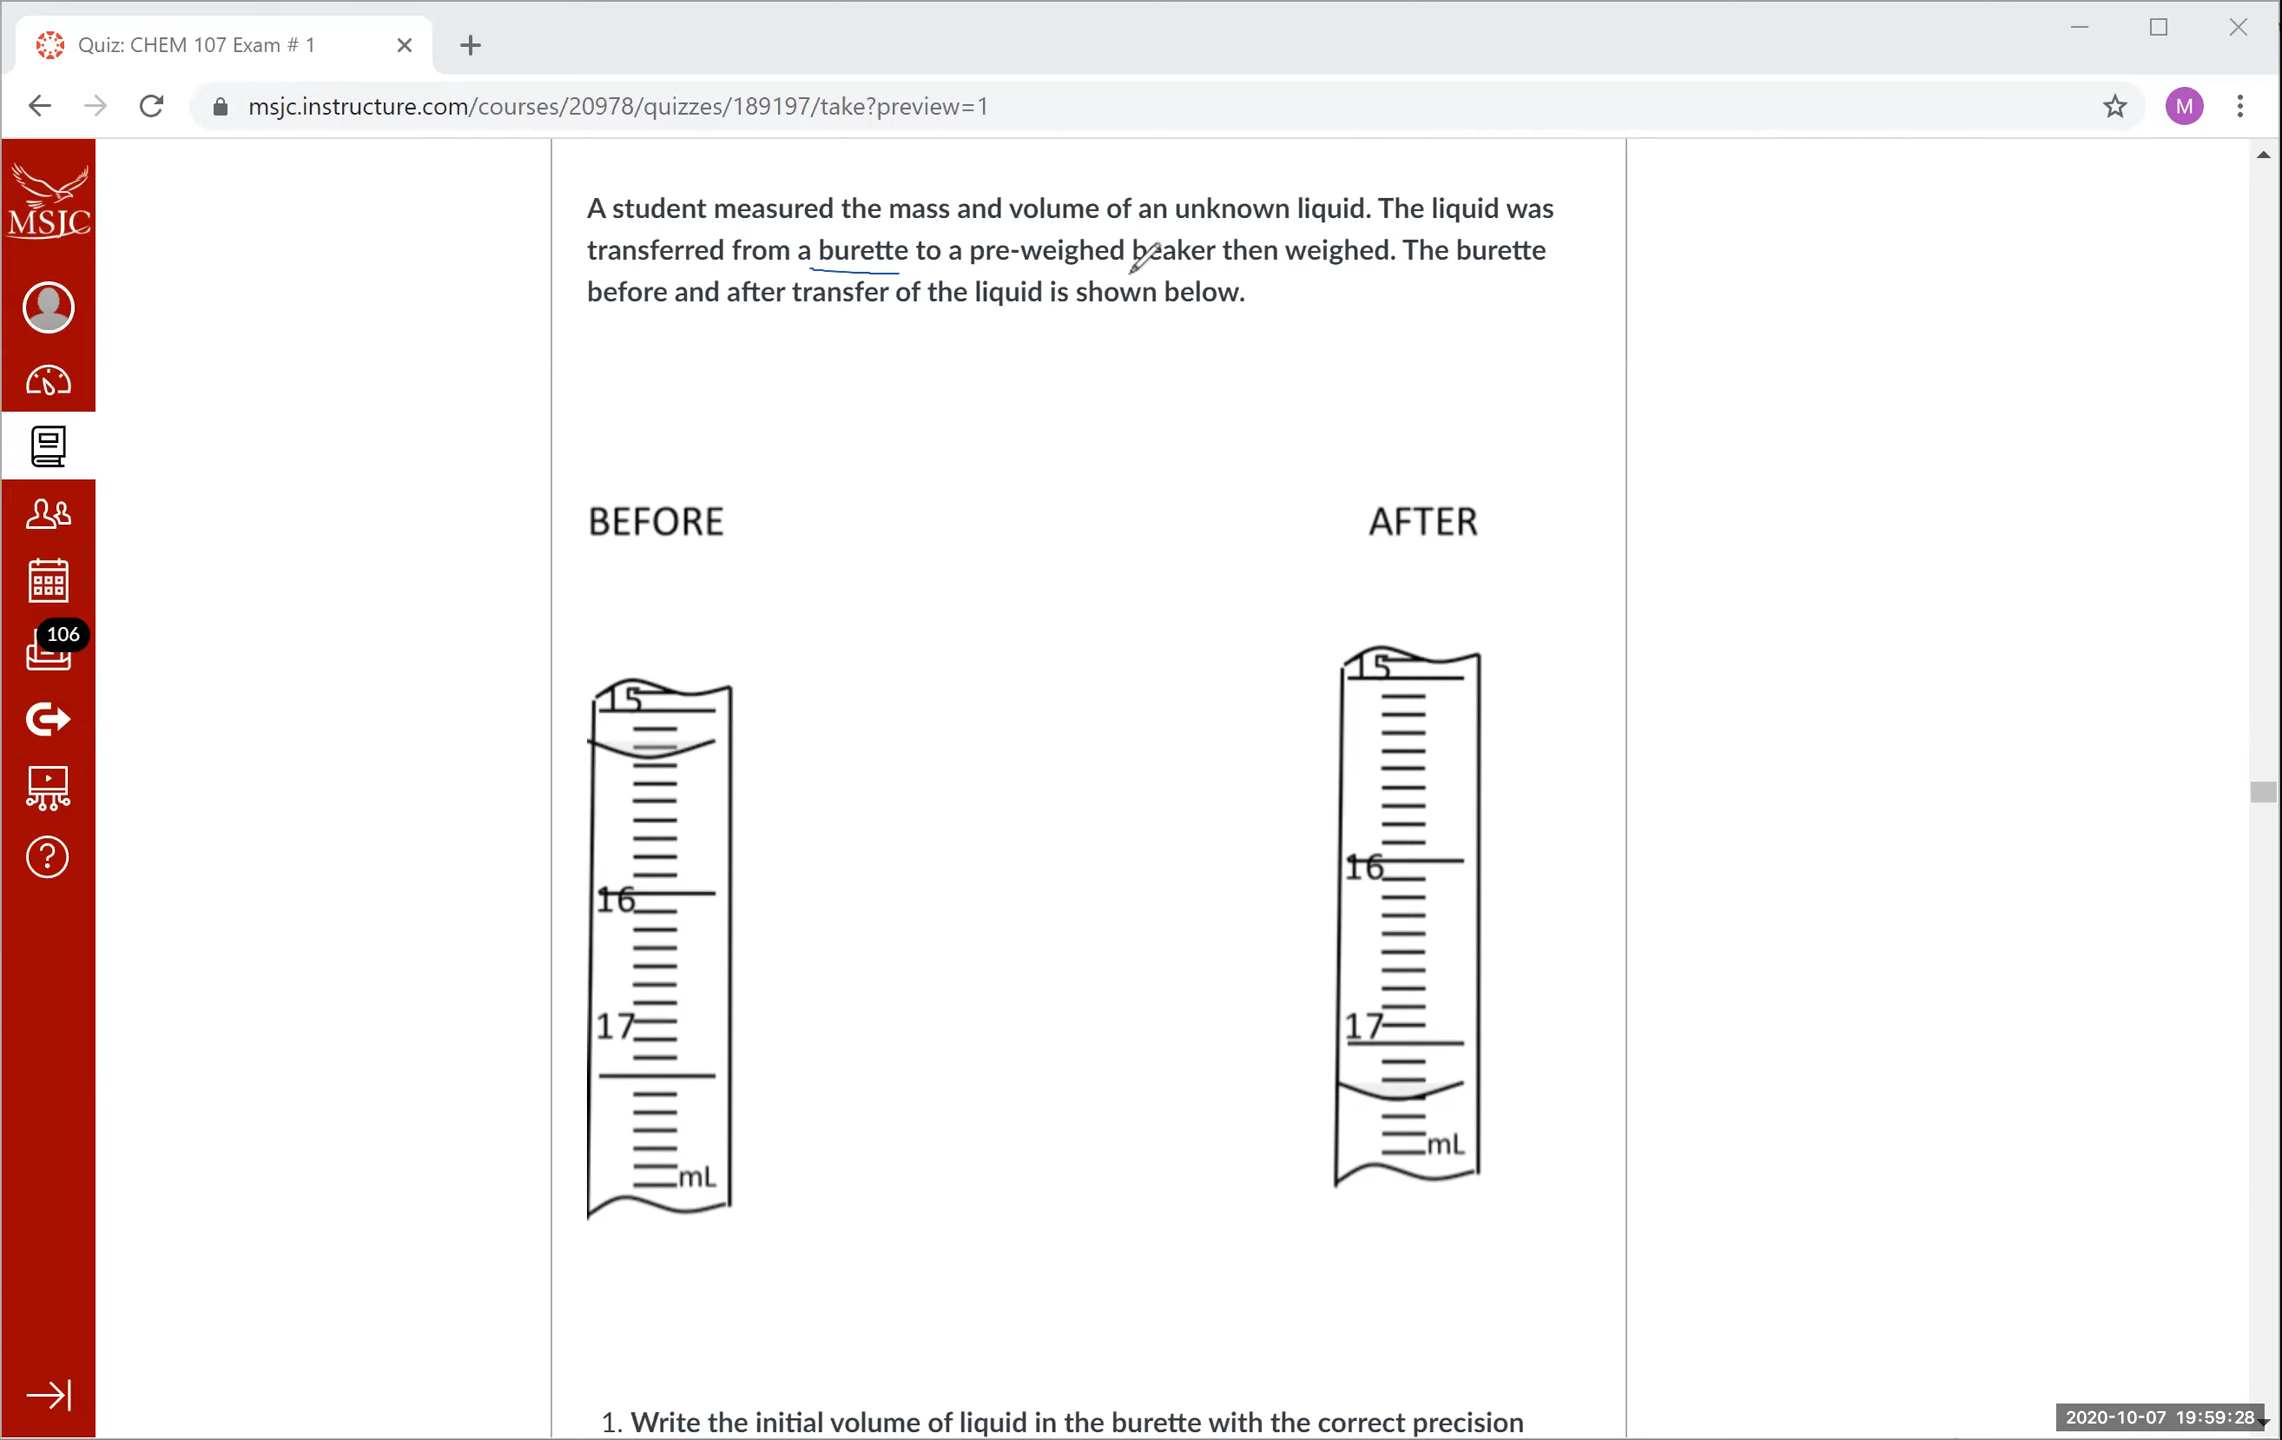 Quiz: CHEM 107 Exam # 1
msjc.instructure.com/courses/20978/quizzes/189197/take?preview=1
M
MSJC
A student measured the mass and volume of an unknown liquid. The liquid was
transferred from a burette to a pre-weighed beaker then weighed. The burette
before and after transfer of the liquid is shown below.
106
BEFORE
AFTER
15
16
17
mL
15
16
17
mL
1. Write the initial volume of liquid in the burette with the correct precision
2020-10-07 19:59:28